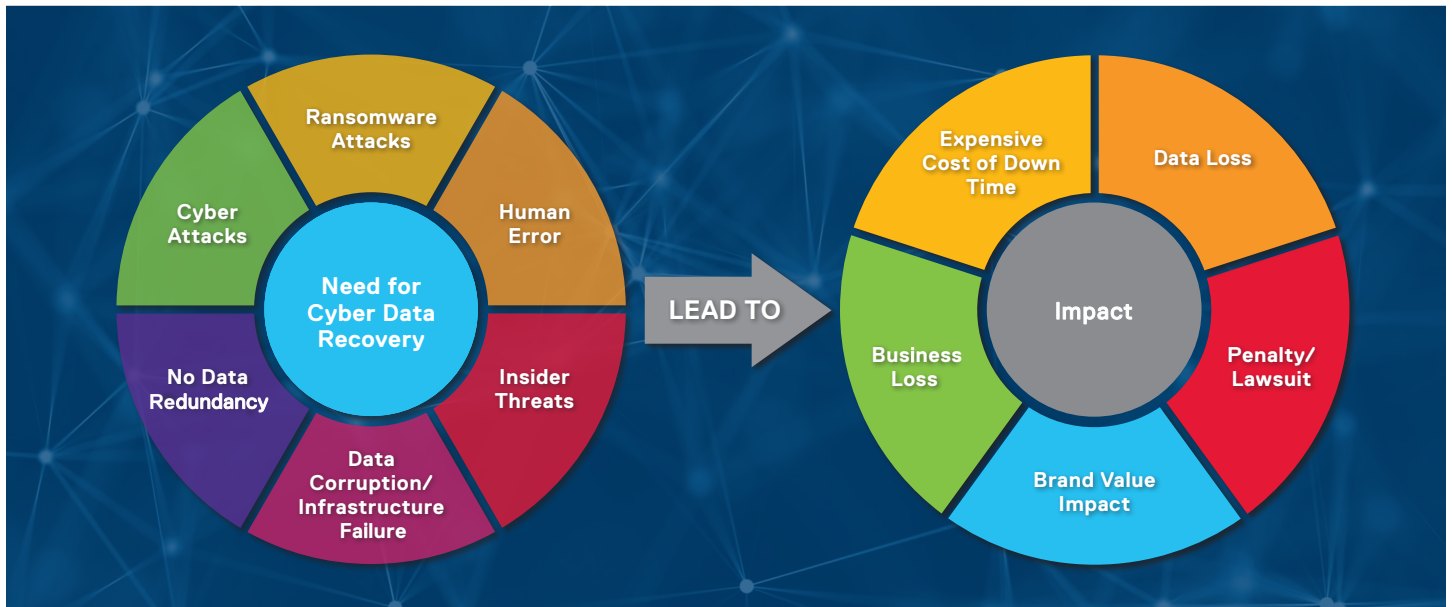 Ransomware
Attacks
Human
Error
Insider
Threats
Data
Corruption/
Infrastructure
Failure
No Data
Redundancy
Cyber
Attacks
Need for
Cyber Data
Recovery
LEAD TO
Expensive
Cost of Down
Time
Data Loss
Penalty/
Lawsuit
Brand Value
Impact
Business
Loss
Impact